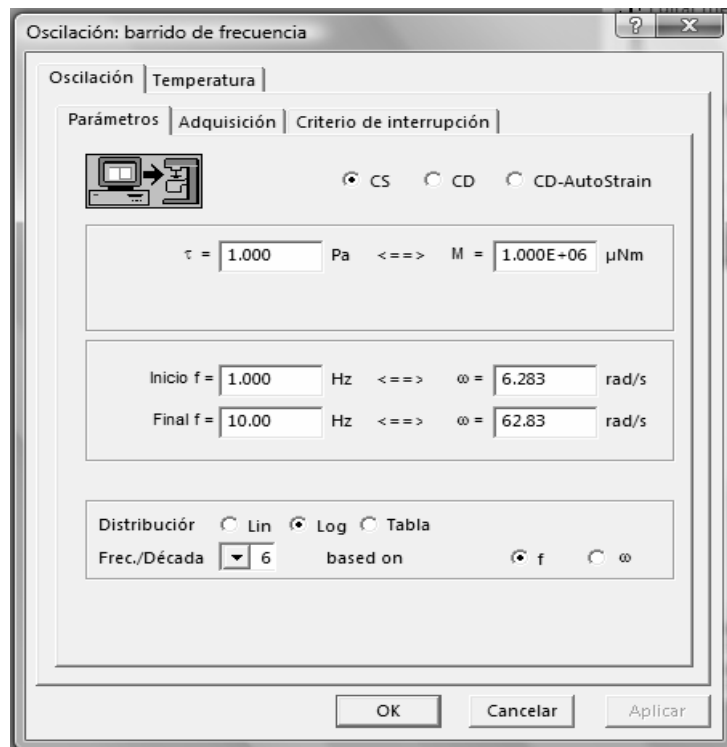 Oscilación: barrido de frecuencia
Oscilación Temperatura
Parámetros Adquisición Criterio de interrupción
CS CD CD-AutoStrain
τ = 1.000 Pa <==> M = 1.000E+06 µNm
Inicio f = 1.000 Hz <==> ω = 6.283 rad/s
Final f = 10.00 Hz <==> ω = 62.83 rad/s
Distribuciór Lin Log Tabla
Frec./Década 6 based on f ω
OK Cancelar Aplicar